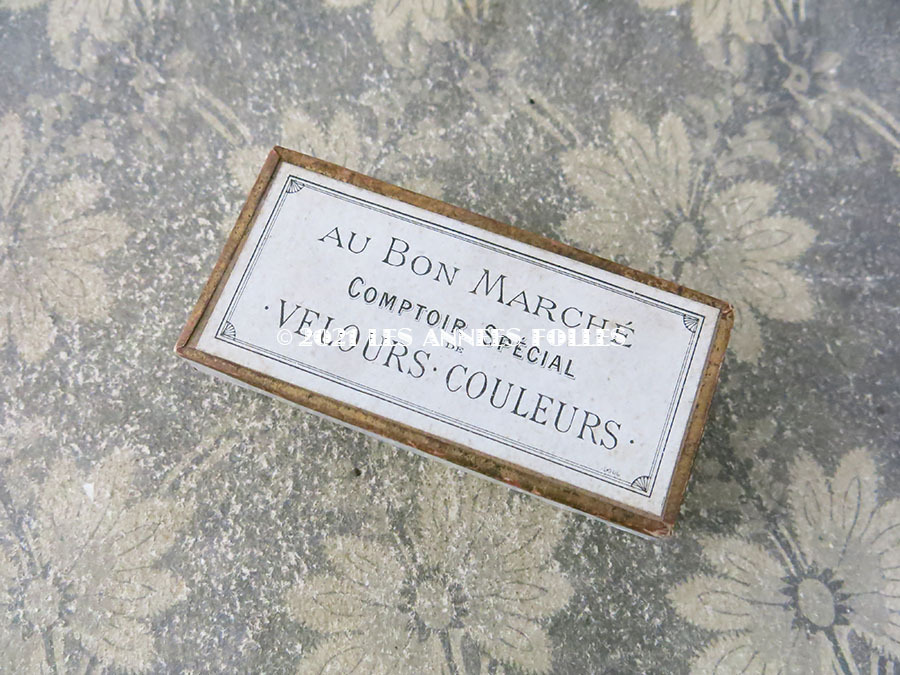 AU BON MARCHÉ
COMPTOIR SPÉCIAL
DE
· VELOURS · COULEURS ·
© 2021 LES ANNÉES FOLLES